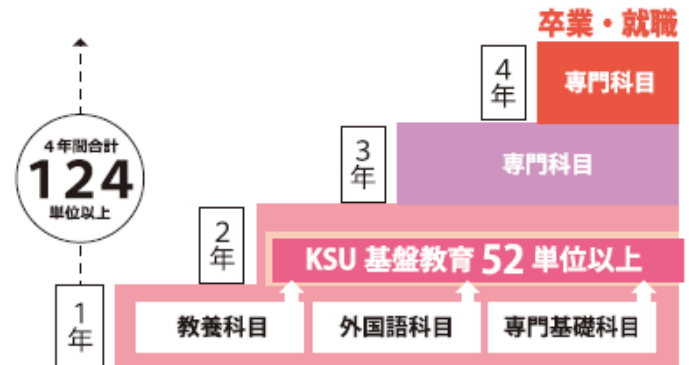 卒業・就職
4年
専門科目
3年
専門科目
4年間合計
124
単位以上
2年
KSU 基盤教育 52 単位以上
1年
教養科目
外国語科目
専門基礎科目